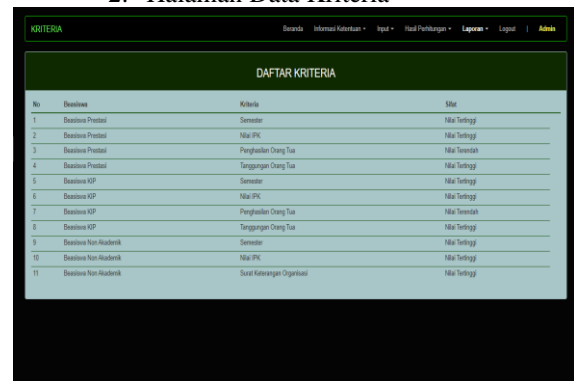 2. Halaman Data Kriteria
KRITERIA Beranda Informasi Ketentuan Input Hasil Perhitungan Laporan Logout | Admin
DAFTAR KRITERIA
No Beasiswa Kriteria Sifat
1 Beasiswa Prestasi Semester Nilai Tertinggi
2 Beasiswa Prestasi Nilai IPK Nilai Tertinggi
3 Beasiswa Prestasi Penghasilan Orang Tua Nilai Terendah
4 Beasiswa Prestasi Tanggungan Orang Tua Nilai Tertinggi
5 Beasiswa KIP Semester Nilai Tertinggi
6 Beasiswa KIP Nilai IPK Nilai Tertinggi
7 Beasiswa KIP Penghasilan Orang Tua Nilai Terendah
8 Beasiswa KIP Tanggungan Orang Tua Nilai Tertinggi
9 Beasiswa Non Akademik Semester Nilai Tertinggi
10 Beasiswa Non Akademik Nilai IPK Nilai Tertinggi
11 Beasiswa Non Akademik Surat Keterangan Organisasi Nilai Tertinggi